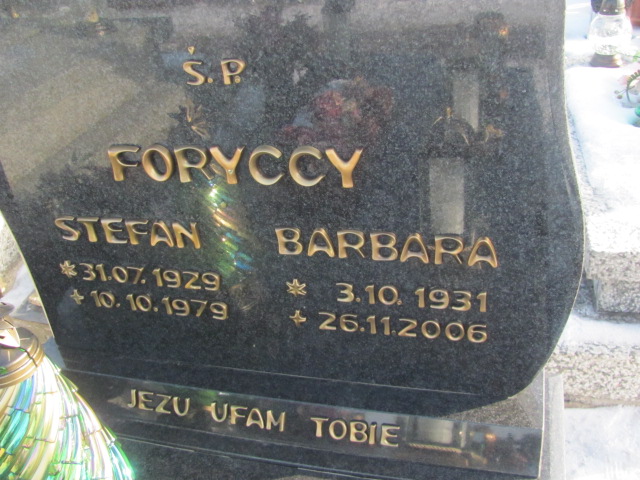 Ś.P.
FORYCCY
STEFAN
*31.07.1929
+10.10.1979
BARBARA
* 3.10.1931
+ 26.11.2006
JEZU UFAM TOBIE